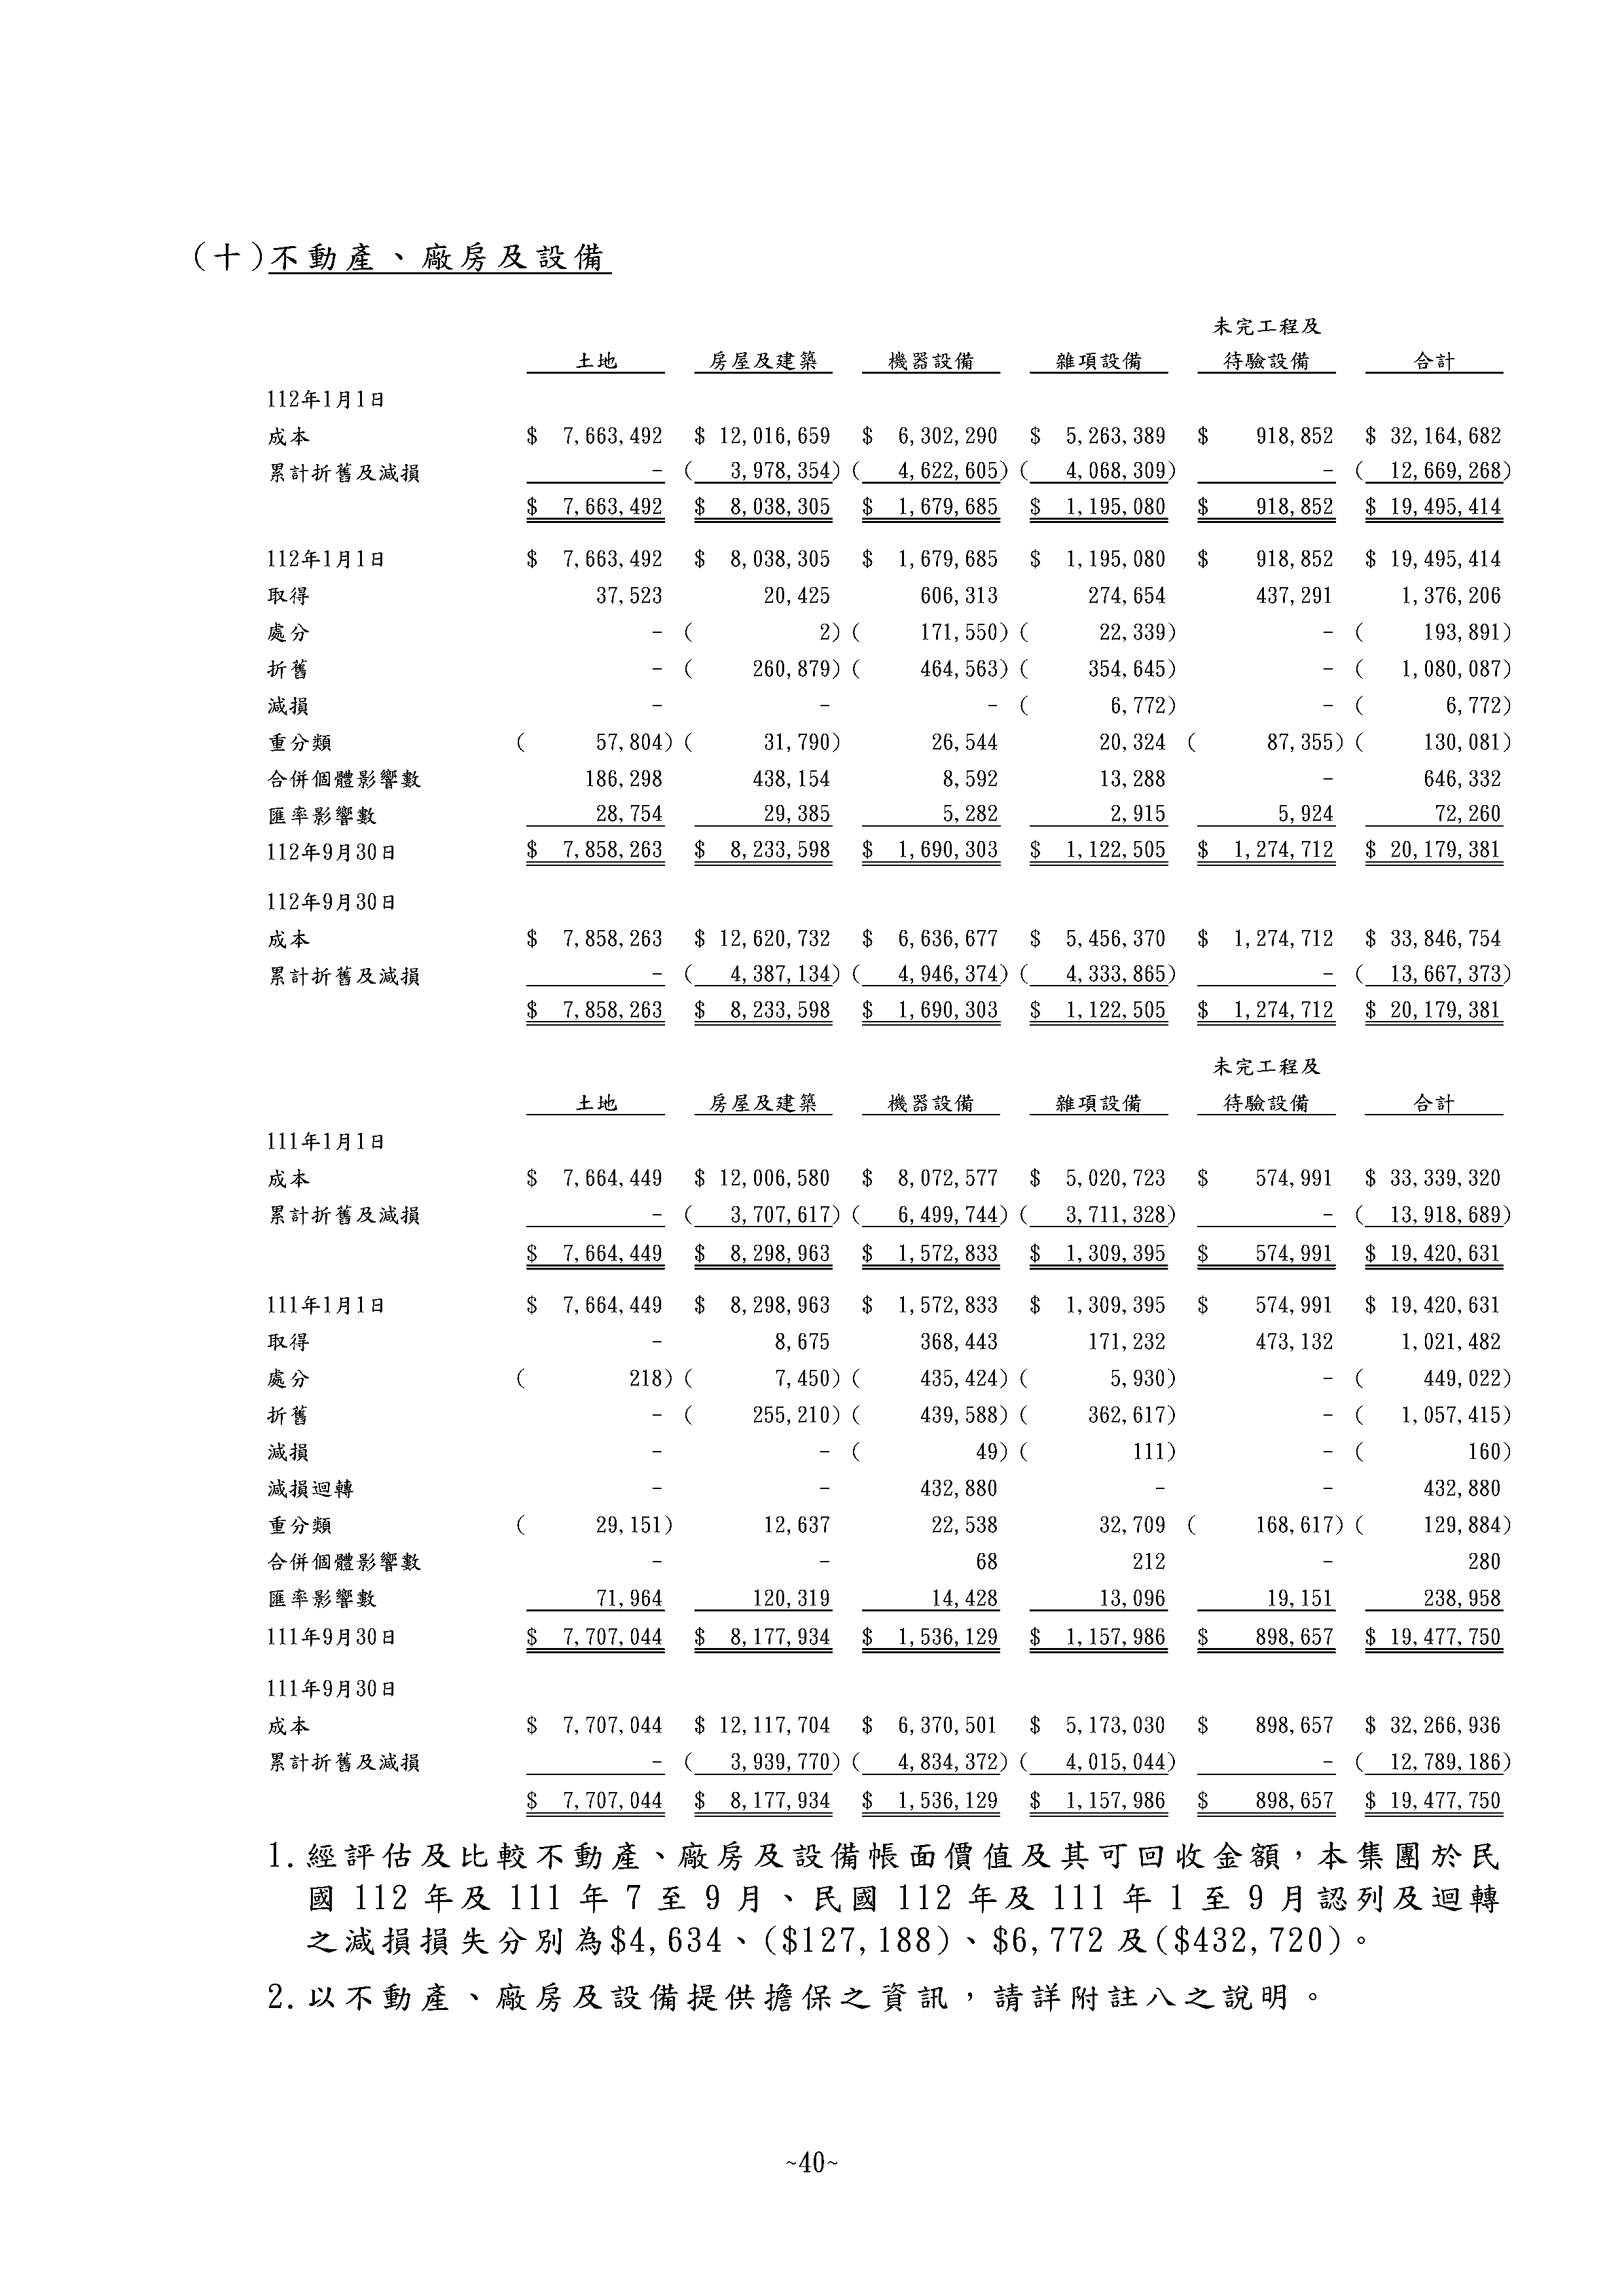 (十)不動產、廠房及設備
未完工程及
土地 房屋及建築 機器設備 雜項設備 待驗設備 合計
112年1月1日
成本 $ 7,663,492 $ 12,016,659 $ 6,302,290 $ 5,263,389 $ 918,852 $ 32,164,682
累計折舊及減損 - ( 3,978,354) ( 4,622,605) ( 4,068,309) - ( 12,669,268)
$ 7,663,492 $ 8,038,305 $ 1,679,685 $ 1,195,080 $ 918,852 $ 19,495,414
112年1月1日 $ 7,663,492 $ 8,038,305 $ 1,679,685 $ 1,195,080 $ 918,852 $ 19,495,414
取得 37,523 20,425 606,313 274,654 437,291 1,376,206
處分 - ( 2) ( 171,550) ( 22,339) - ( 193,891)
折舊 - ( 260,879) ( 464,563) ( 354,645) - ( 1,080,087)
減損 - - - ( 6,772) - ( 6,772)
重分類 ( 57,804) ( 31,790) 26,544 20,324 ( 87,355) ( 130,081)
合併個體影響數 186,298 438,154 8,592 13,288 - 646,332
匯率影響數 28,754 29,385 5,282 2,915 5,924 72,260
112年9月30日 $ 7,858,263 $ 8,233,598 $ 1,690,303 $ 1,122,505 $ 1,274,712 $ 20,179,381
112年9月30日
成本 $ 7,858,263 $ 12,620,732 $ 6,636,677 $ 5,456,370 $ 1,274,712 $ 33,846,754
累計折舊及減損 - ( 4,387,134) ( 4,946,374) ( 4,333,865) - ( 13,667,373)
$ 7,858,263 $ 8,233,598 $ 1,690,303 $ 1,122,505 $ 1,274,712 $ 20,179,381
未完工程及
土地 房屋及建築 機器設備 雜項設備 待驗設備 合計
111年1月1日
成本 $ 7,664,449 $ 12,006,580 $ 8,072,577 $ 5,020,723 $ 574,991 $ 33,339,320
累計折舊及減損 - ( 3,707,617) ( 6,499,744) ( 3,711,328) - ( 13,918,689)
$ 7,664,449 $ 8,298,963 $ 1,572,833 $ 1,309,395 $ 574,991 $ 19,420,631
111年1月1日 $ 7,664,449 $ 8,298,963 $ 1,572,833 $ 1,309,395 $ 574,991 $ 19,420,631
取得 - 8,675 368,443 171,232 473,132 1,021,482
處分 ( 218) ( 7,450) ( 435,424) ( 5,930) - ( 449,022)
折舊 - ( 255,210) ( 439,588) ( 362,617) - ( 1,057,415)
減損 - - ( 49) ( 111) - ( 160)
減損迴轉 - - 432,880 - - 432,880
重分類 ( 29,151) 12,637 22,538 32,709 ( 168,617) ( 129,884)
合併個體影響數 - - 68 212 - 280
匯率影響數 71,964 120,319 14,428 13,096 19,151 238,958
111年9月30日 $ 7,707,044 $ 8,177,934 $ 1,536,129 $ 1,157,986 $ 898,657 $ 19,477,750
111年9月30日
成本 $ 7,707,044 $ 12,117,704 $ 6,370,501 $ 5,173,030 $ 898,657 $ 32,266,936
累計折舊及減損 - ( 3,939,770) ( 4,834,372) ( 4,015,044) - ( 12,789,186)
$ 7,707,044 $ 8,177,934 $ 1,536,129 $ 1,157,986 $ 898,657 $ 19,477,750
1.經評估及比較不動產、廠房及設備帳面價值及其可回收金額，本集團於民
國 112 年及 111 年 7 至 9 月、民國 112 年及 111 年 1 至 9 月認列及迴轉
之減損損失分別為$4,634、($127,188)、$6,772 及($432,720)。
2.以不動產、廠房及設備提供擔保之資訊，請詳附註八之說明。
~40~